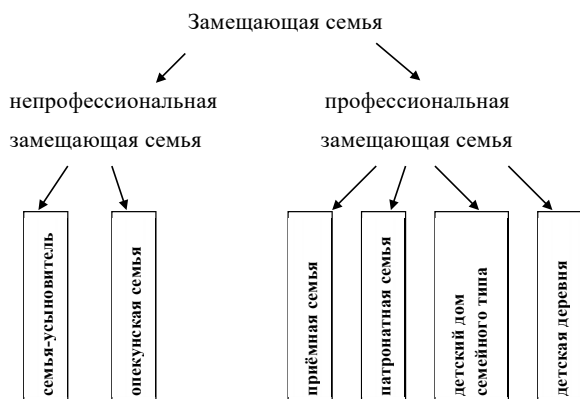 Замещающая семья
непрофессиональная
замещающая семья
профессиональная
замещающая семья
семья-усыновитель
опекунская семья
приёмная семья
патронатная семья
детский дом
семейного типа
детская деревня